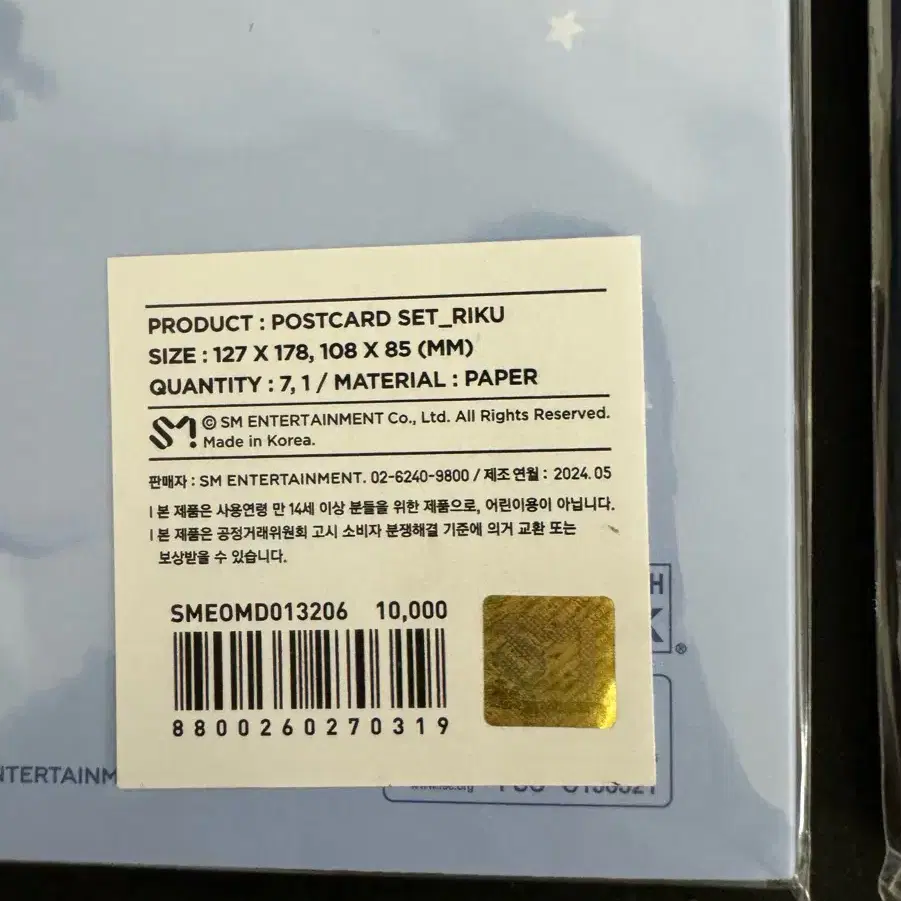 PRODUCT : POSTCARD SET_RIKU
SIZE : 127 X 178, 108 X 85 (MM)
QUANTITY : 7, 1 / MATERIAL : PAPER
SM © SM ENTERTAINMENT Co., Ltd. All Rights Reserved.
Made in Korea.
판매자 : SM ENTERTAINMENT. 02-6240-9800 / 제조 연월 : 2024. 05
| 본 제품은 사용연령 만 14세 이상 분들을 위한 제품으로, 어린이용이 아닙니다.
| 본 제품은 공정거래위원회 고시 소비자 분쟁해결 기준에 의거 교환 또는
보상받을 수 있습니다.
SMEOMD013206 10,000
8800260270319
®